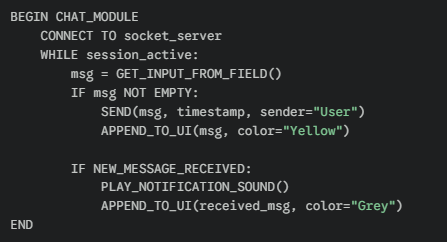 BEGIN CHAT_MODULE
    CONNECT TO socket_server
    WHILE session_active:
        msg = GET_INPUT_FROM_FIELD()
        IF msg NOT EMPTY:
            SEND(msg, timestamp, sender="User")
            APPEND_TO_UI(msg, color="Yellow")

        IF NEW_MESSAGE_RECEIVED:
            PLAY_NOTIFICATION_SOUND()
            APPEND_TO_UI(received_msg, color="Grey")
END